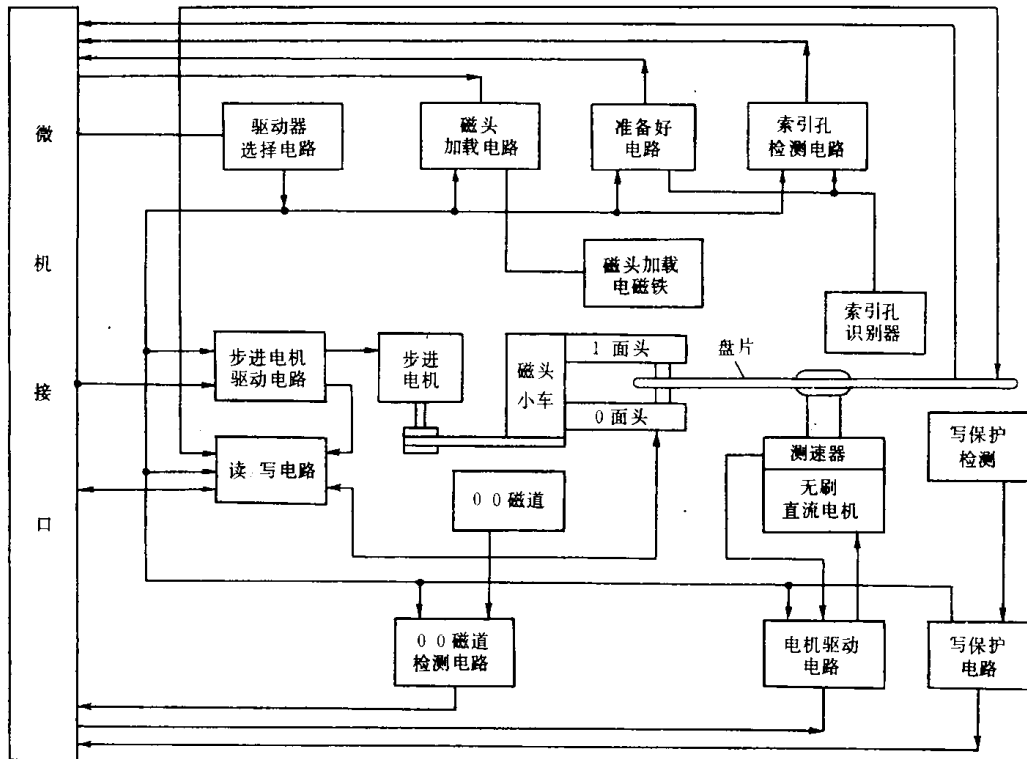 微
机
接
口
驱动器
选择电路
磁头
加载电路
准备好
电路
索引孔
检测电路
磁头加载
电磁铁
索引孔
识别器
步进电机
驱动电路
步进
电机
磁头
小车
1 面头
0 面头
盘片
读 写电路
0 0 磁道
测速器
无刷
直流电机
写保护
检测
0 0 磁道
检测电路
电机驱动
电路
写保护
电路